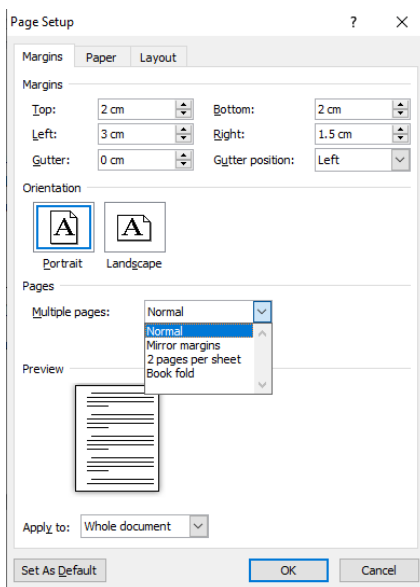 Page Setup ? ×
Margins Paper Layout
Margins
Top: 2 cm Bottom: 2 cm
Left: 3 cm Right: 1.5 cm
Gutter: 0 cm Gutter position: Left
Orientation
A A
Portrait Landscape
Pages
Multiple pages: Normal
Normal
Mirror margins
2 pages per sheet
Book fold
Preview
Apply to: Whole document
Set As Default OK Cancel